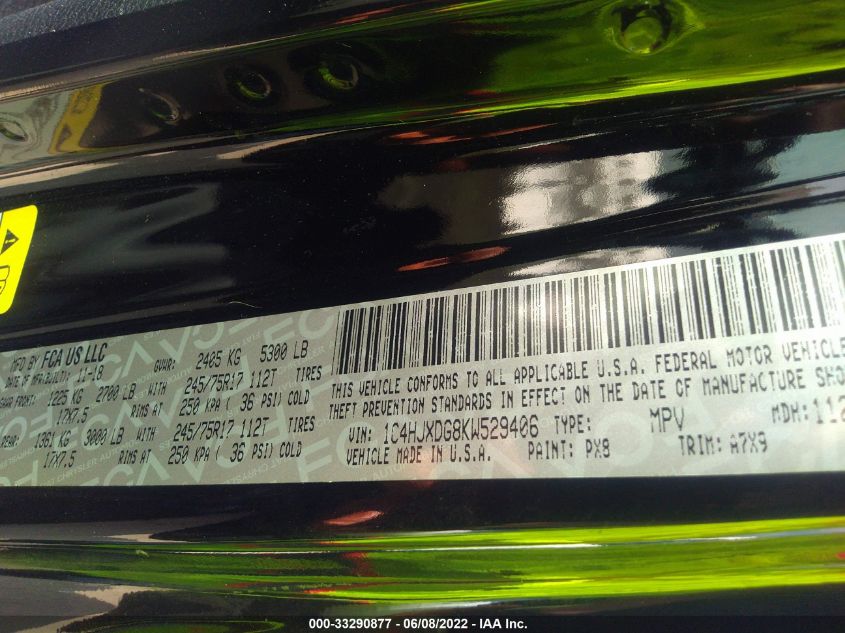 MFD BY FCA US LLC
DATE OF MFR/BUILT: 11-18 GVWR: 2405 KG 5300 LB
FRONT: 1225 KG 2700 LB WITH 245/75R17 112T TIRES
17X7.5 RIMS AT 250 KPA ( 36 PSI) COLD
REAR: 1361 KG 3000 LB WITH 245/75R17 112T TIRES
17X7.5 RIMS AT 250 KPA ( 36 PSI) COLD
THIS VEHICLE CONFORMS TO ALL APPLICABLE U.S.A. FEDERAL MOTOR VEHICLE
THEFT PREVENTION STANDARDS IN EFFECT ON THE DATE OF MANUFACTURE SHO
VIN: 1C4HJXDG8KW529406 TYPE: MPV MDH: 112
VEHICLE MADE IN U.S.A. PAINT: PX8 TRIM: A7X9
000-33290877 - 06/08/2022 - IAA Inc.